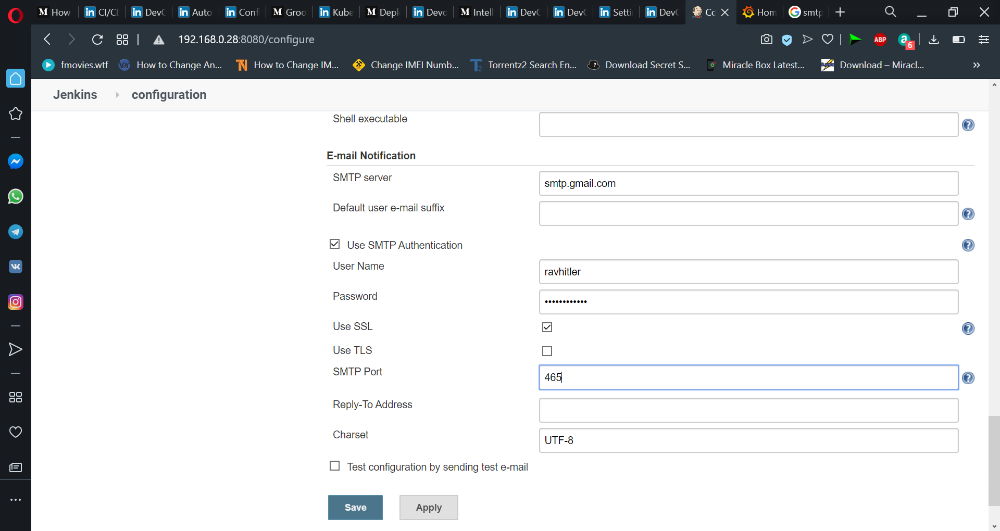 How CI/CI DevC Auto Conf Groo Kube Depl Devo Intell DevC DevC Setti DevC Cc Hom smtp
192.168.0.28:8080/configure
ABP a 6
fmovies.wtf How to Change An... How to Change IM... Change IMEI Numb... Torrentz2 Search En... Download Secret S... Miracle Box Latest... Download – Miracl...
Jenkins configuration
Shell executable
E-mail Notification
SMTP server smtp.gmail.com
Default user e-mail suffix
Use SMTP Authentication
User Name ravhitler
Password ••••••••••••
Use SSL
Use TLS
SMTP Port 465
Reply-To Address
Charset UTF-8
Test configuration by sending test e-mail
Save Apply